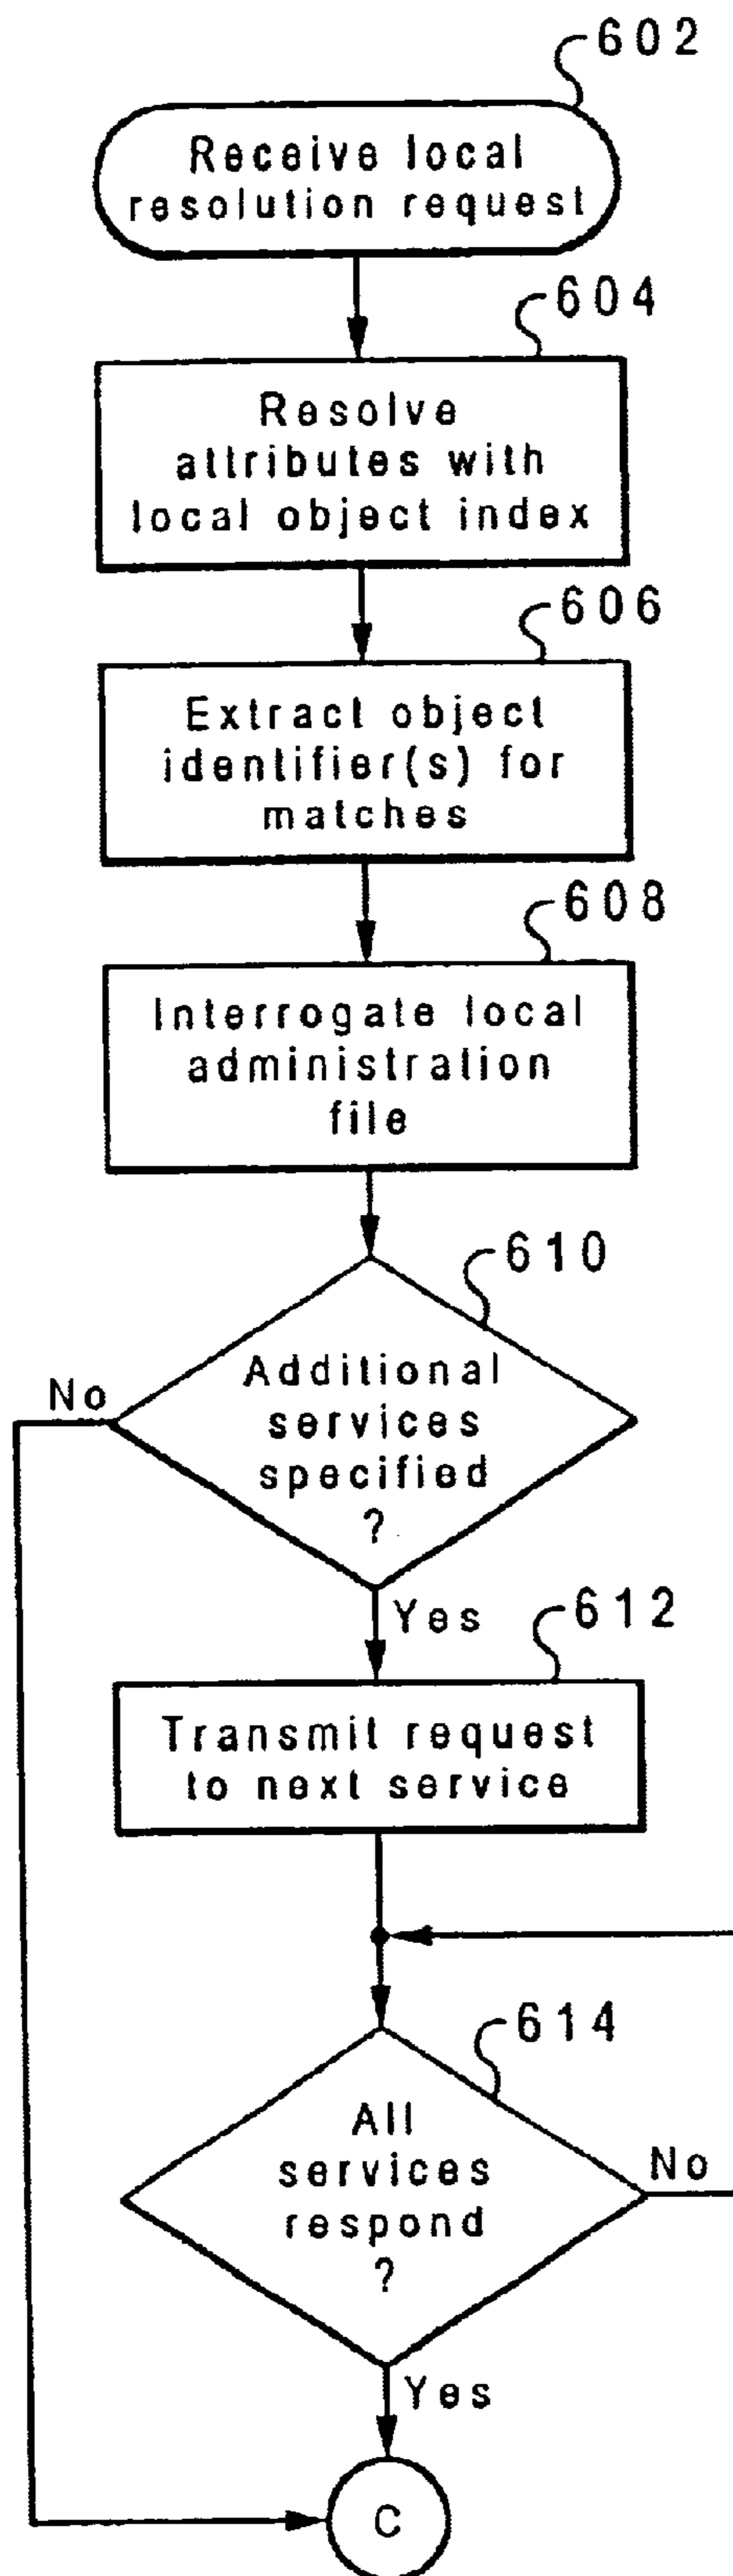 602
Receive local
resolution request
604
Resolve
attributes with
local object index
606
Extract object
identifier(s) for
matches
608
Interrogate local
administration
file
610
Additional
services
specified
?
No
Yes
612
Transmit request
to next service
614
All
services
respond
?
No
Yes
C